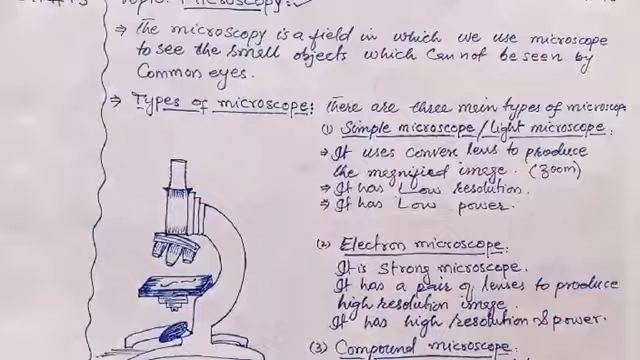 Topic: Microscopy:
⇒ The microscopy is a field in which we use microscope
to see the small objects which can not be seen by
Common eyes.
⇒ Types of microscope: There are three main types of microscope
(1) Simple microscope/Light microscope.
⇒ It uses convex lens to produce
the magnified image. (zoom)
⇒ It has Low resolution.
⇒ It has Low power.
(2) Electron microscope:
It is strong microscope.
It has a pair of lenses to produce
high resolution image.
It has high resolution & power.
(3) Compound microscope: